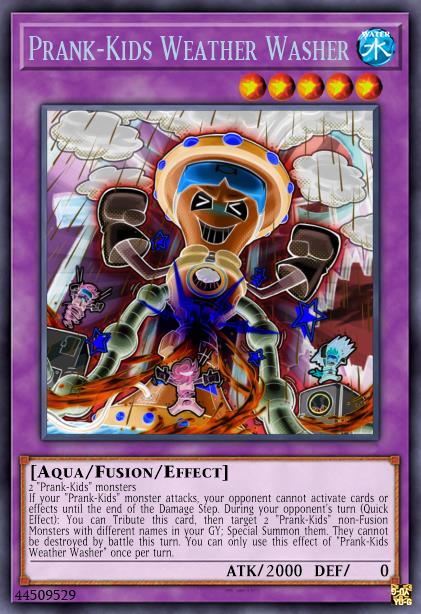 PRANK-KIDS WEATHER WASHER
WATER
水
[AQUA/FUSION/EFFECT]
2 "Prank-Kids" monsters
If your "Prank-Kids" monster attacks, your opponent cannot activate cards or
effects until the end of the Damage Step. During your opponent's turn (Quick
Effect): You can Tribute this card, then target 2 "Prank-Kids" non-Fusion
Monsters with different names in your GY; Special Summon them. They cannot
be destroyed by battle this turn. You can only use this effect of "Prank-Kids
Weather Washer" once per turn.
ATK/2000 DEF/ 0
44509529